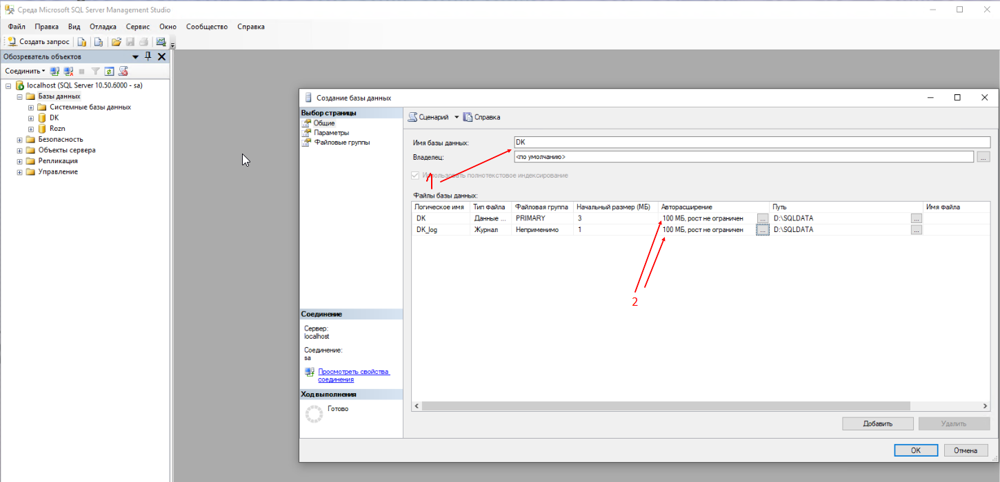 Среда Microsoft SQL Server Management Studio
Файл Правка Вид Отладка Сервис Окно Сообщество Справка
Создать запрос
Обозреватель объектов
Соединить
localhost (SQL Server 10.50.6000 - sa)
Базы данных
Системные базы данных
DK
Rozn
Безопасность
Объекты сервера
Репликация
Управление
Создание базы данных
Выбор страницы
Общие
Параметры
Файловые группы
Сценарий Справка
Имя базы данных: DK
Владелец: <по умолчанию> ...
Использовать полнотекстовое индексирование
1
Файлы базы данных:
Логическое имя Тип файла Файловая группа Начальный размер (МБ) Авторасширение Путь Имя файла
DK Данные ... PRIMARY 3 100 МБ, рост не ограничен ... D:\SQLDATA ...
DK_log Журнал Неприменимо 1 100 МБ, рост не ограничен ... D:\SQLDATA ...
2
Соединение
Сервер:
localhost
Соединение:
sa
Просмотреть свойства
соединения
Ход выполнения
Готово
Добавить Удалить
OK Отмена